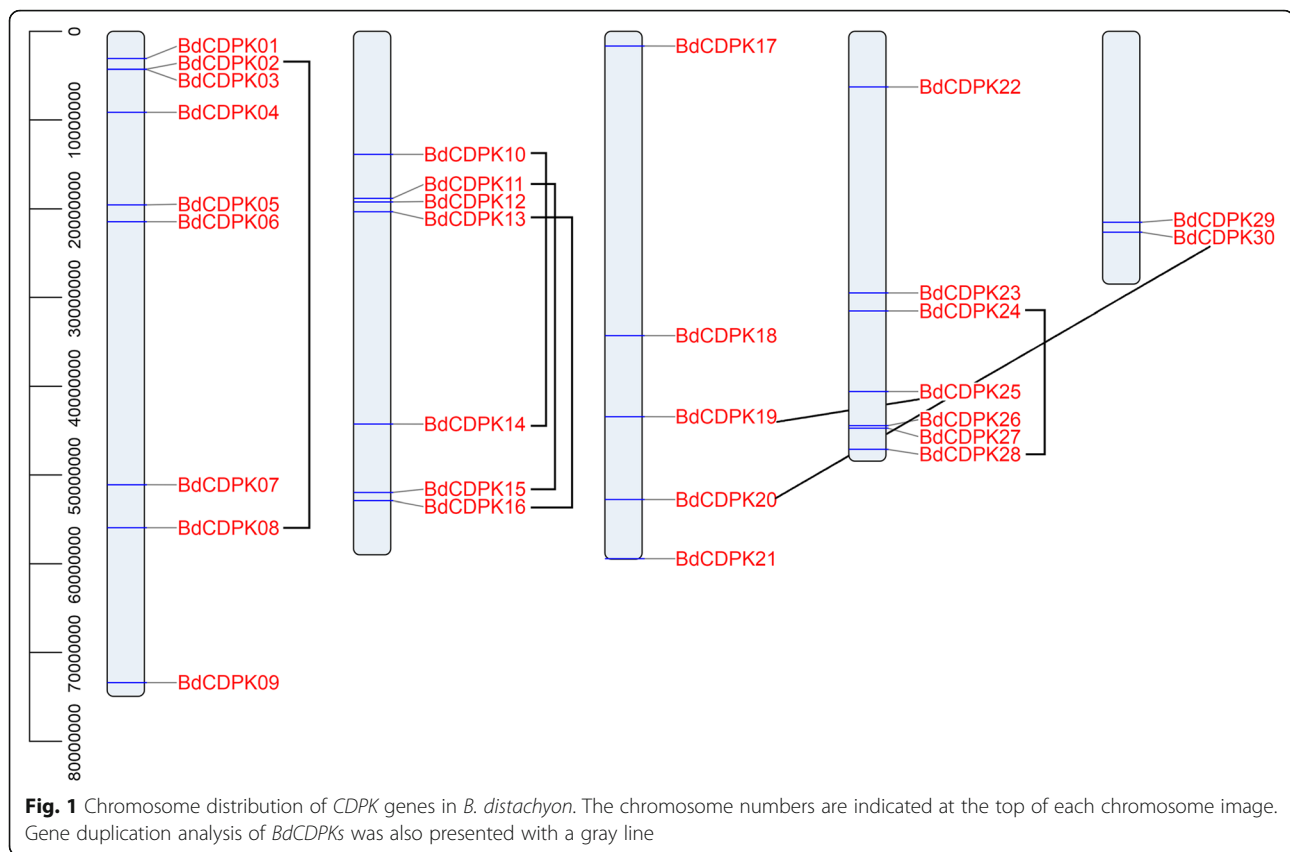 0
10000000
20000000
30000000
40000000
50000000
60000000
70000000
80000000
BdCDPK01
BdCDPK02
BdCDPK03
BdCDPK04
BdCDPK05
BdCDPK06
BdCDPK07
BdCDPK08
BdCDPK09
BdCDPK10
BdCDPK11
BdCDPK12
BdCDPK13
BdCDPK14
BdCDPK15
BdCDPK16
BdCDPK17
BdCDPK18
BdCDPK19
BdCDPK20
BdCDPK21
BdCDPK22
BdCDPK23
BdCDPK24
BdCDPK25
BdCDPK26
BdCDPK27
BdCDPK28
BdCDPK29
BdCDPK30
Fig. 1 Chromosome distribution of CDPK genes in B. distachyon. The chromosome numbers are indicated at the top of each chromosome image.
Gene duplication analysis of BdCDPKs was also presented with a gray line